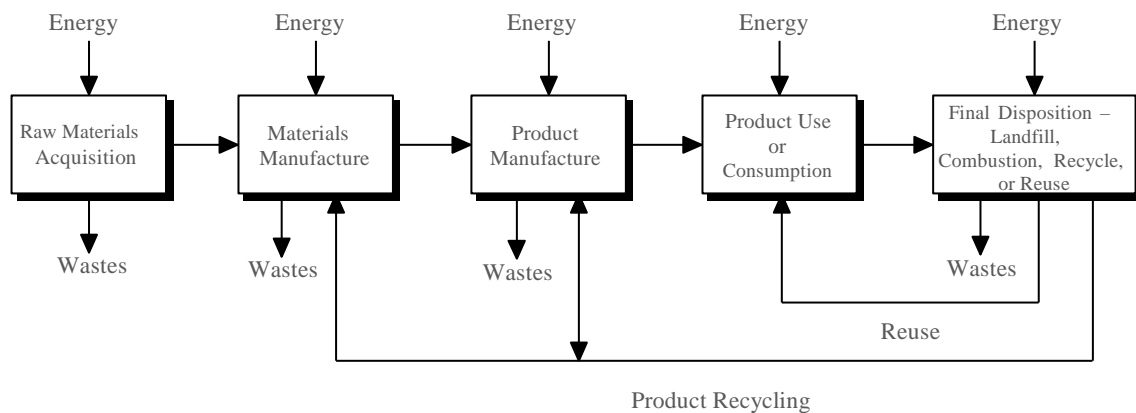 Energy
Energy
Energy
Energy
Energy
Raw Materials
Acquisition
Materials
Manufacture
Product
Manufacture
Product Use
or
Consumption
Final Disposition –
Landfill,
Combustion, Recycle,
or Reuse
Wastes
Wastes
Wastes
Wastes
Reuse
Product Recycling